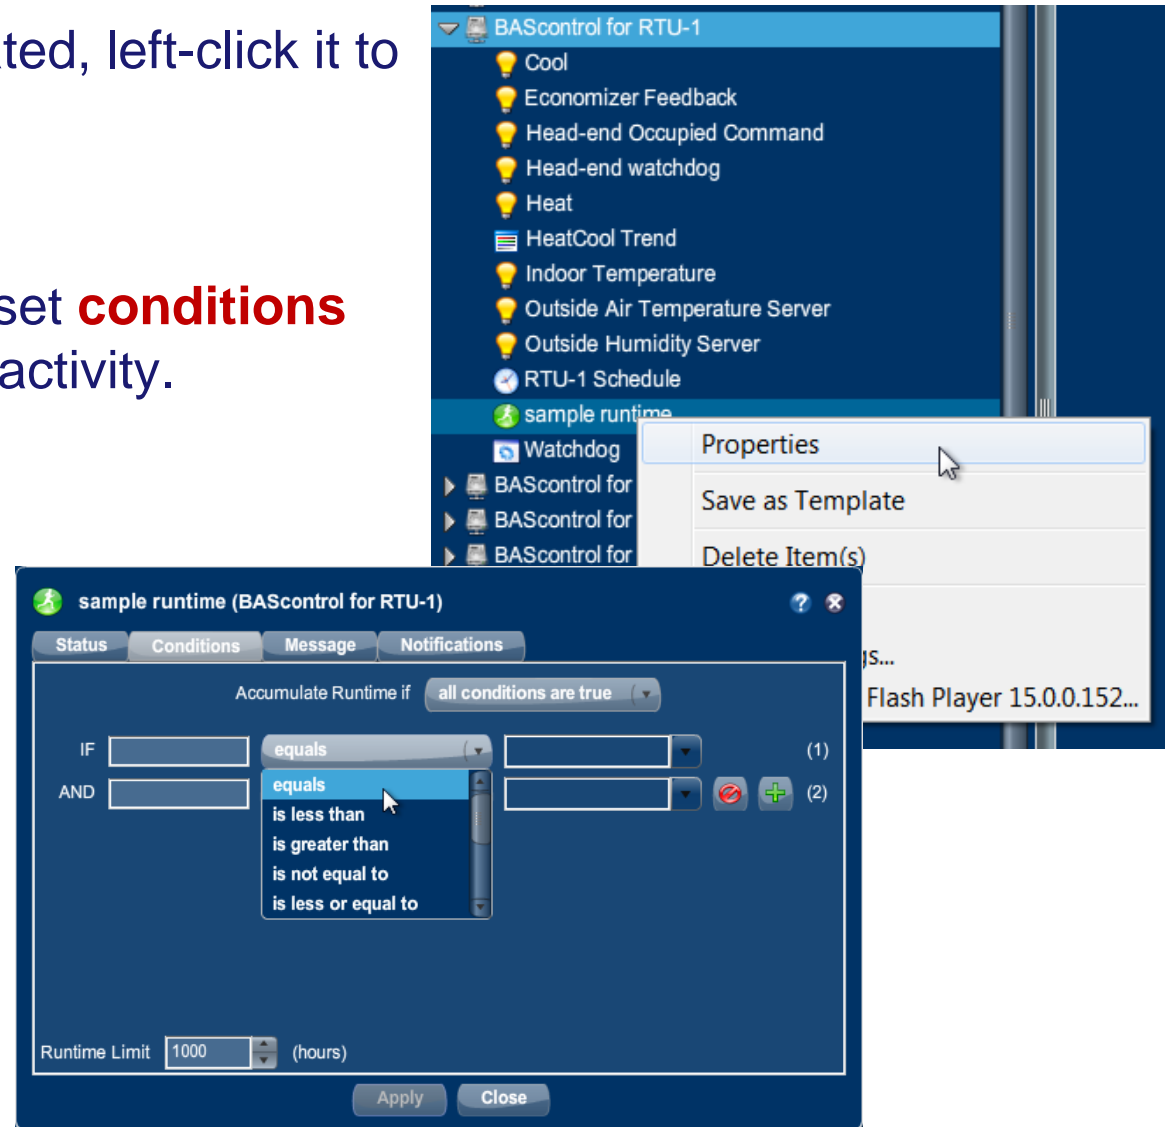 ted, left-click it to
set conditions
activity.
BAScontrol for RTU-1
Cool
Economizer Feedback
Head-end Occupied Command
Head-end watchdog
Heat
HeatCool Trend
Indoor Temperature
Outside Air Temperature Server
Outside Humidity Server
RTU-1 Schedule
sample runtime
Watchdog
BAScontrol for
BAScontrol for
BAScontrol for
Properties
Save as Template
Delete Item(s)
gs...
Flash Player 15.0.0.152...
sample runtime (BAScontrol for RTU-1)
Status Conditions Message Notifications
Accumulate Runtime if all conditions are true
IF equals (1)
AND (2)
equals
is less than
is greater than
is not equal to
is less or equal to
Runtime Limit 1000 (hours)
Apply Close